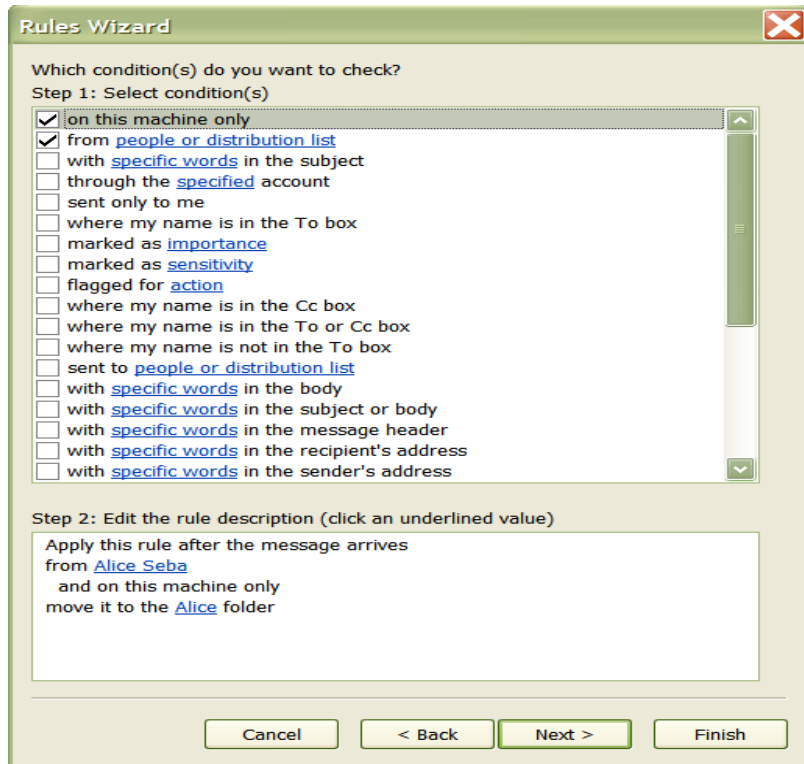 Rules Wizard
Which condition(s) do you want to check?
Step 1: Select condition(s)
on this machine only
from people or distribution list
with specific words in the subject
through the specified account
sent only to me
where my name is in the To box
marked as importance
marked as sensitivity
flagged for action
where my name is in the Cc box
where my name is in the To or Cc box
where my name is not in the To box
sent to people or distribution list
with specific words in the body
with specific words in the subject or body
with specific words in the message header
with specific words in the recipient's address
with specific words in the sender's address
Step 2: Edit the rule description (click an underlined value)
Apply this rule after the message arrives
from Alice Seba
and on this machine only
move it to the Alice folder
Cancel < Back Next > Finish